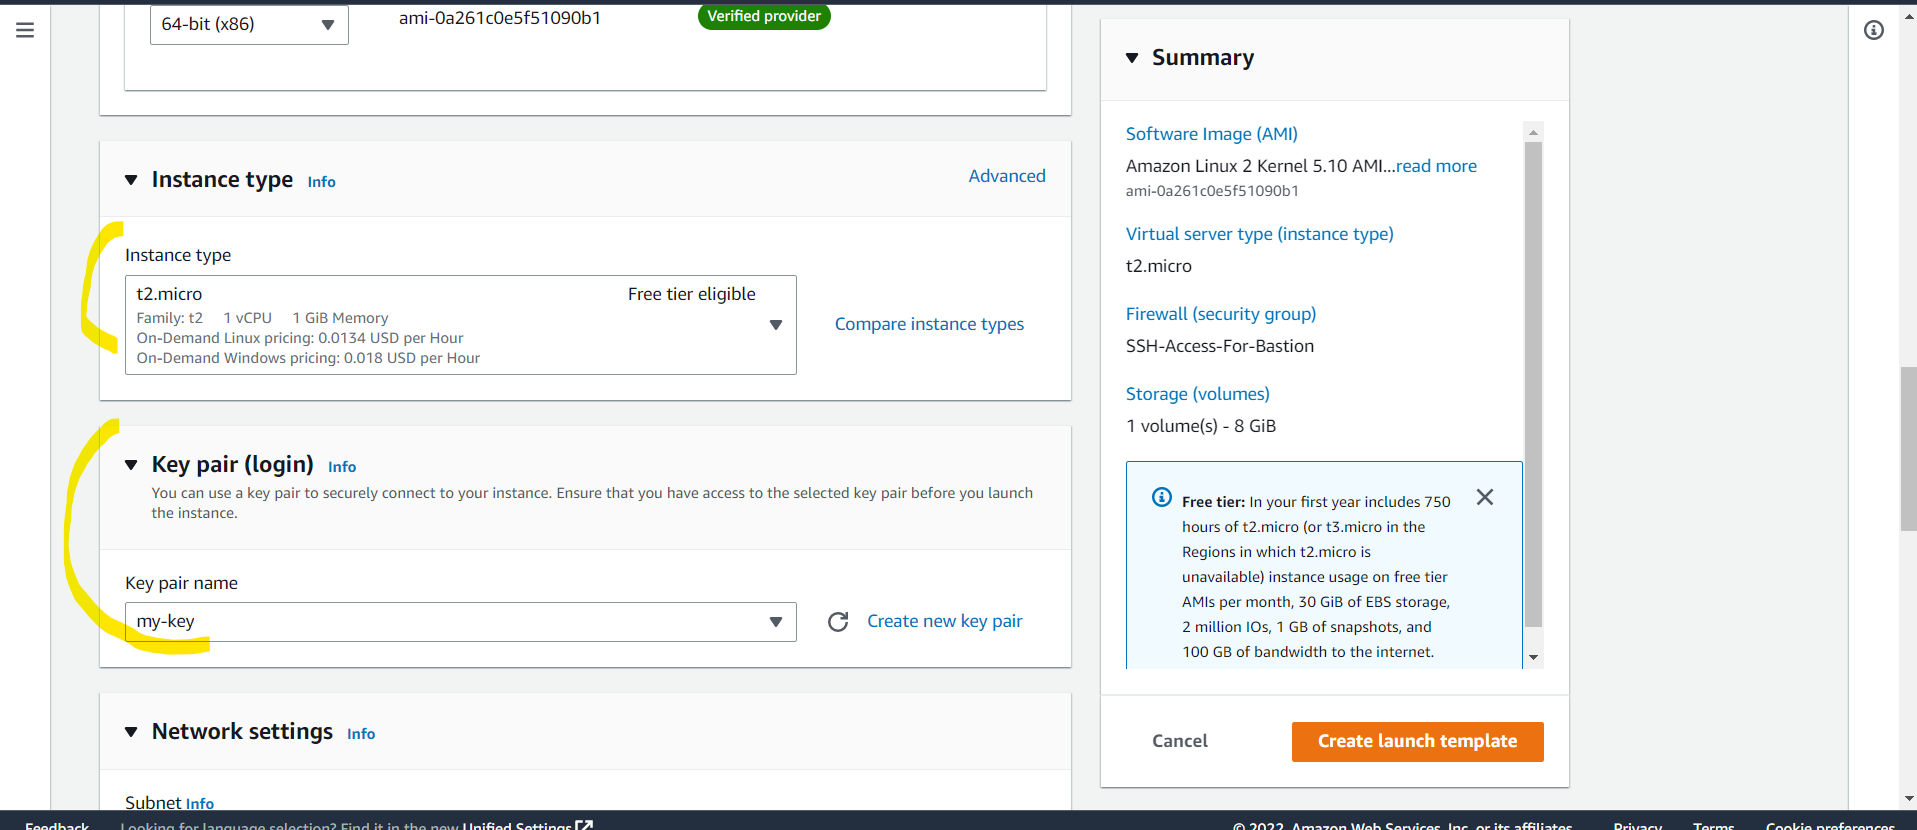 64-bit (x86)
ami-0a261c0e5f51090b1
Verified provider
Instance type Info
Advanced
Instance type
t2.micro
Free tier eligible
Family: t2 1 vCPU 1 GiB Memory
On-Demand Linux pricing: 0.0134 USD per Hour
On-Demand Windows pricing: 0.018 USD per Hour
Compare instance types
Key pair (login) Info
You can use a key pair to securely connect to your instance. Ensure that you have access to the selected key pair before you launch
the instance.
Key pair name
my-key
Create new key pair
Network settings Info
Subnet Info
Summary
Software Image (AMI)
Amazon Linux 2 Kernel 5.10 AMI...read more
ami-0a261c0e5f51090b1
Virtual server type (instance type)
t2.micro
Firewall (security group)
SSH-Access-For-Bastion
Storage (volumes)
1 volume(s) - 8 GiB
Free tier: In your first year includes 750
hours of t2.micro (or t3.micro in the
Regions in which t2.micro is
unavailable) instance usage on free tier
AMIs per month, 30 GiB of EBS storage,
2 million IOs, 1 GB of snapshots, and
100 GB of bandwidth to the internet.
Cancel
Create launch template
Feedback
Looking for language selection? Find it in the new Unified Settings
© 2022, Amazon Web Services, Inc. or its affiliates.
Privacy
Terms
Cookie preferences